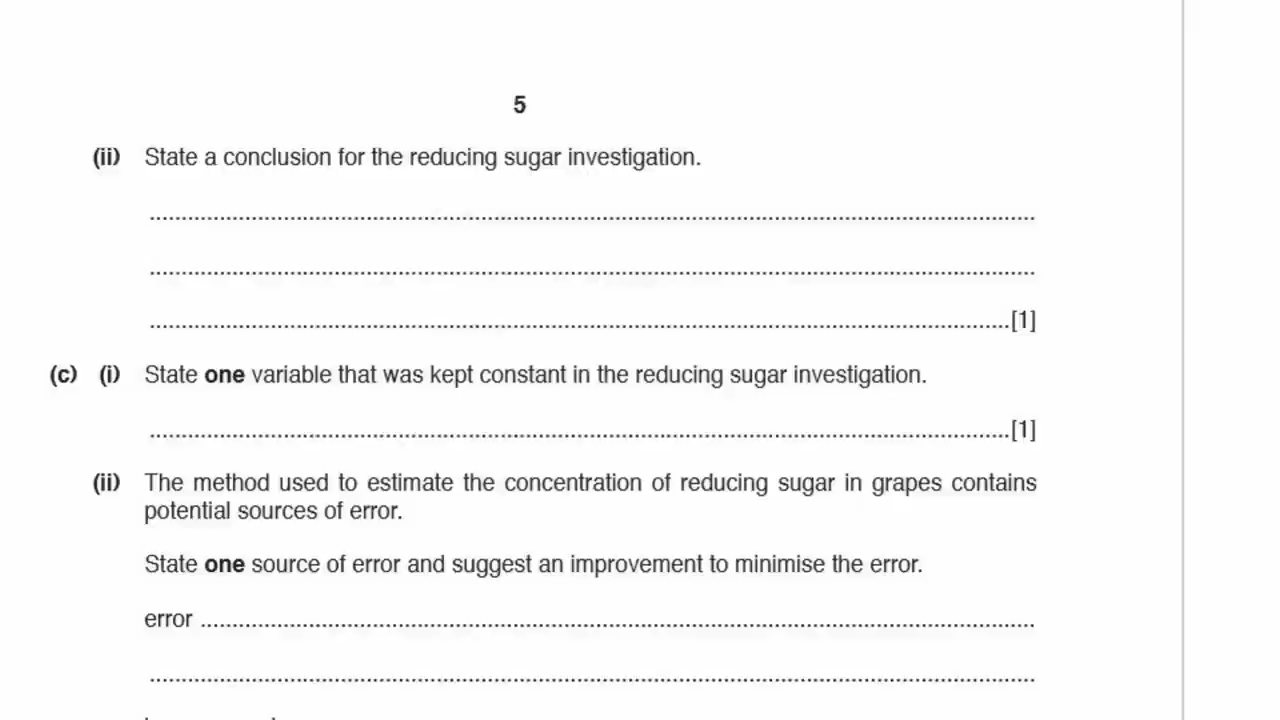 5
(ii) State a conclusion for the reducing sugar investigation.
..........................................................................................................................................
..........................................................................................................................................
......................................................................................................................................[1]
(c) (i) State one variable that was kept constant in the reducing sugar investigation.
......................................................................................................................................[1]
(ii) The method used to estimate the concentration of reducing sugar in grapes contains
potential sources of error.
State one source of error and suggest an improvement to minimise the error.
error ..................................................................................................................................
..........................................................................................................................................